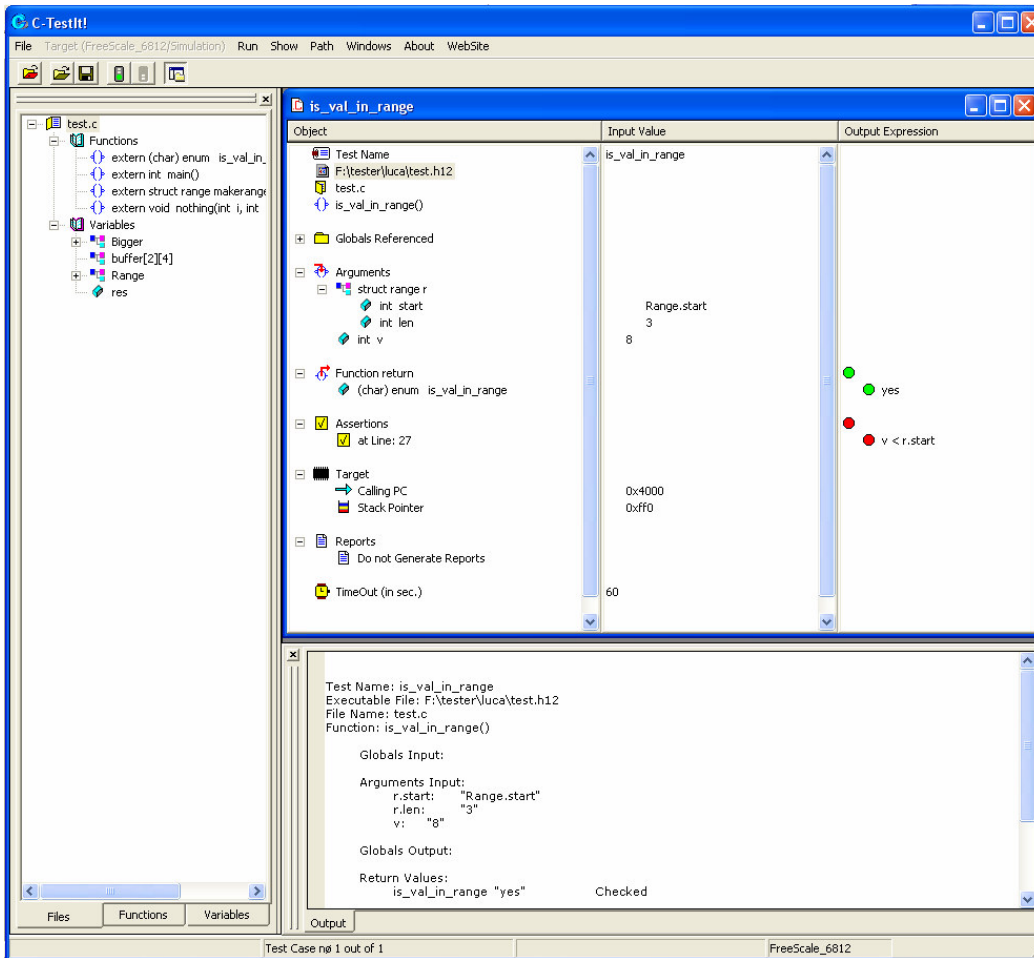 C-TestIt!
File Target (FreeScale_6812/Simulation) Run Show Path Windows About WebSite
test.c
Functions
extern (char) enum is_val_in_
extern int main()
extern struct range makerange
extern void nothing(int i, int
Variables
Bigger
buffer[2][4]
Range
res
Files Functions Variables
is_val_in_range
Object Input Value Output Expression
Test Name is_val_in_range
F:\tester\luca\test.h12
test.c
is_val_in_range()
Globals Referenced
Arguments
struct range r
int start Range.start
int len 3
int v 8
Function return
(char) enum is_val_in_range yes
Assertions
at Line: 27 v < r.start
Target
Calling PC 0x4000
Stack Pointer 0xff0
Reports
Do not Generate Reports
TimeOut (in sec.) 60
Test Name: is_val_in_range
Executable File: F:\tester\luca\test.h12
File Name: test.c
Function: is_val_in_range()
Globals Input:
Arguments Input:
r.start: "Range.start"
r.len: "3"
v: "8"
Globals Output:
Return Values:
is_val_in_range "yes" Checked
Output
Test Case nø 1 out of 1 FreeScale_6812